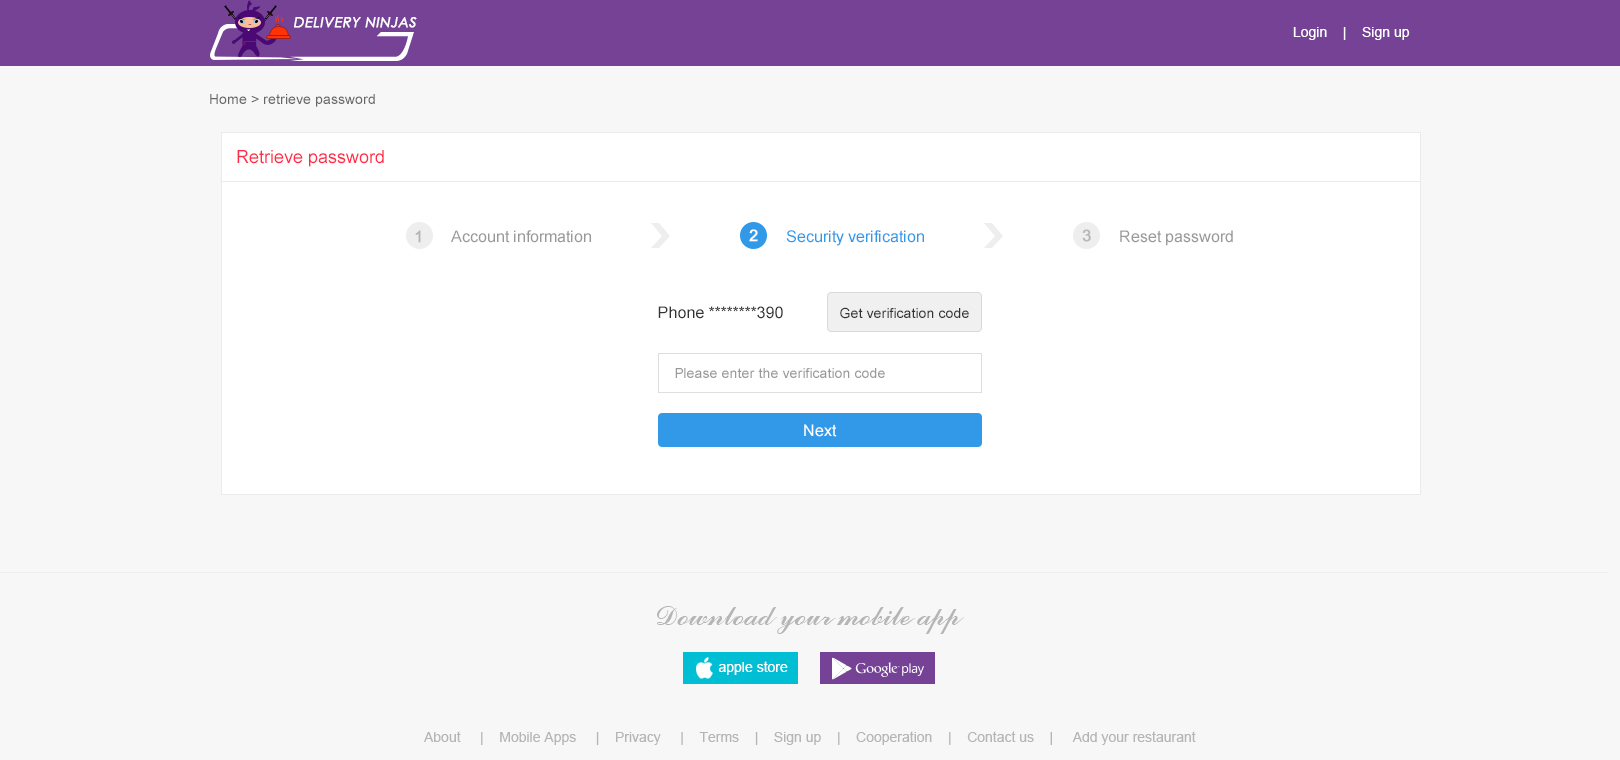 DELIVERY NINJAS
Login | Sign up
Home > retrieve password
Retrieve password
1 Account information 2 Security verification 3 Reset password
Phone ********390 Get verification code
Please enter the verification code
Next
Download your mobile app
apple store Google play
About | Mobile Apps | Privacy | Terms | Sign up | Cooperation | Contact us | Add your restaurant